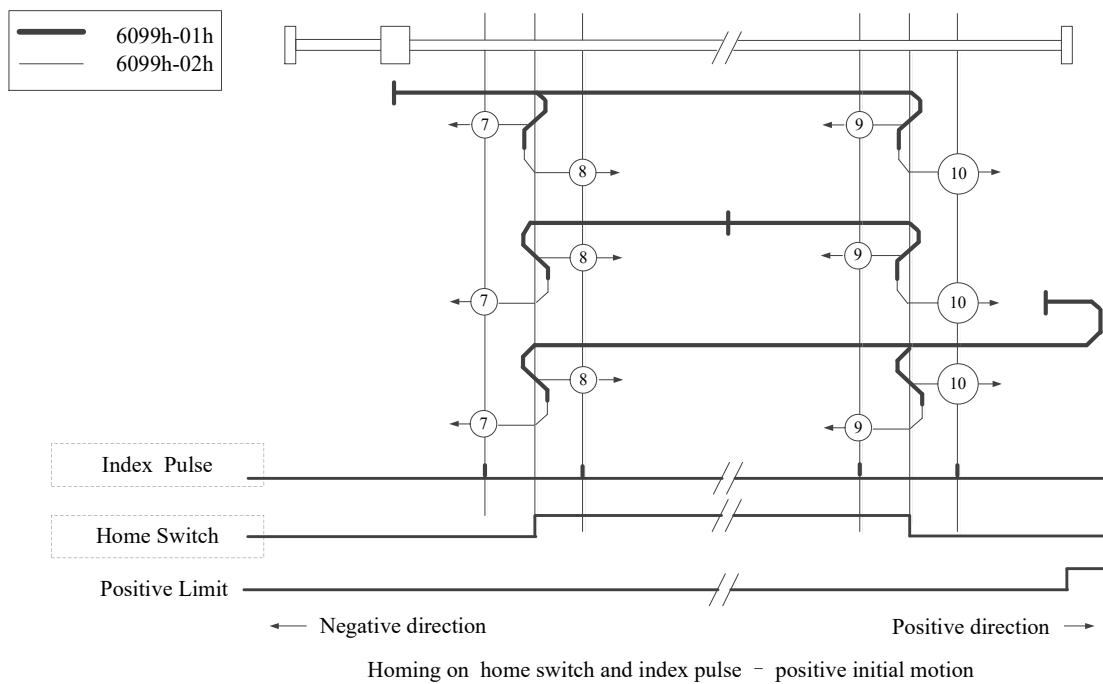 6099h-01h
6099h-02h
7 9
8 10
8 9
7 10
8 10
7 9
Index Pulse
Home Switch
Positive Limit
Negative direction Positive direction
Homing on home switch and index pulse – positive initial motion